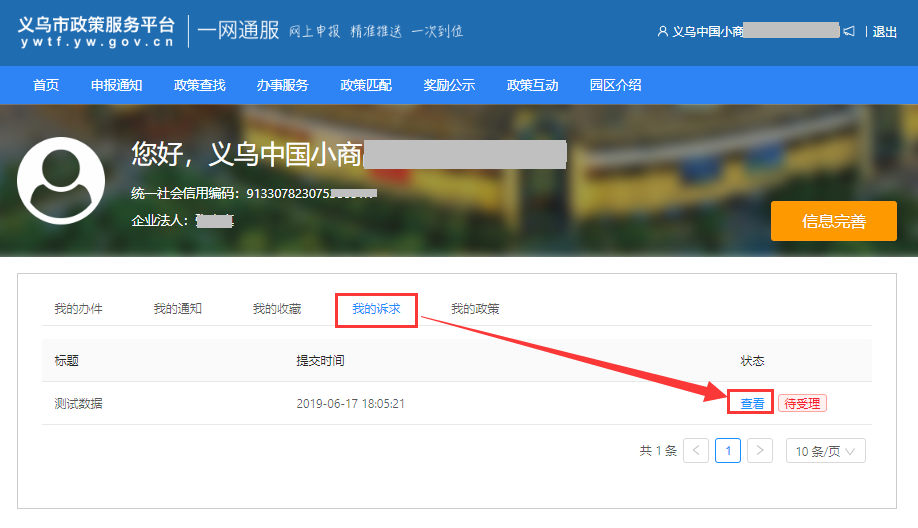 义乌市政策服务平台
ywtf.yw.gov.cn
一网通服 网上申报 精准推送 一次到位
义乌中国小商
退出
首页 申报通知 政策查找 办事服务 政策匹配 奖励公示 政策互动 园区介绍
您好，义乌中国小商
统一社会信用编码：9133078230753
企业法人：
信息完善
我的办件 我的通知 我的收藏 我的诉求 我的政策
标题 提交时间 状态
测试数据 2019-06-17 18:05:21 查看 待受理
共 1 条 < 1 > 10 条/页